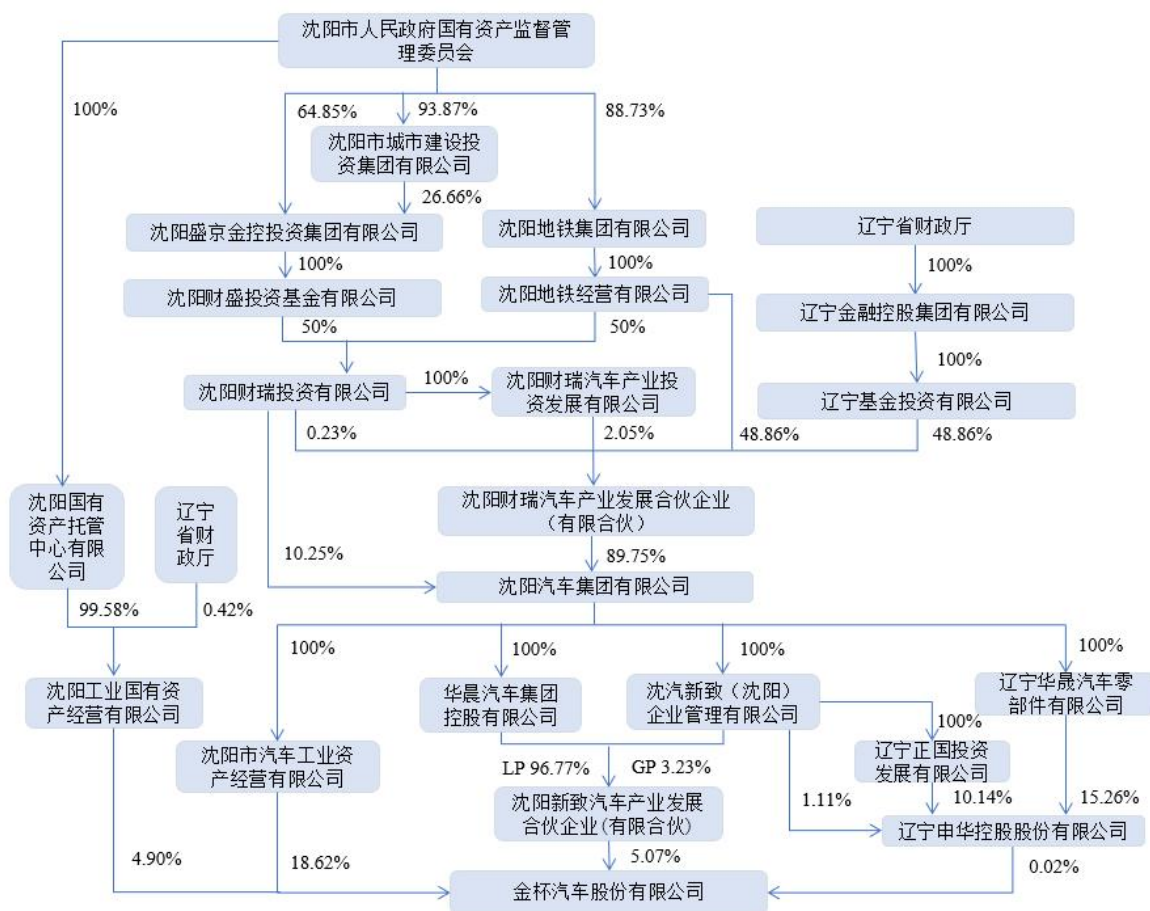 沈阳市人民政府国有资产监督管
理委员会
100%
64.85%
93.87%
88.73%
沈阳市城市建设投
资集团有限公司
26.66%
沈阳盛京金控投资集团有限公司
沈阳地铁集团有限公司
辽宁省财政厅
100%
100%
100%
沈阳财盛投资基金有限公司
沈阳地铁经营有限公司
辽宁金融控股集团有限公司
50%
50%
100%
沈阳财瑞投资有限公司
100%
沈阳财瑞汽车产业投
资发展有限公司
辽宁基金投资有限公司
0.23%
2.05%
48.86%
48.86%
沈阳国有
资产托管
中心有限
公司
辽宁
省财
政厅
沈阳财瑞汽车产业发展合伙企业
（有限合伙）
10.25%
89.75%
沈阳汽车集团有限公司
99.58%
0.42%
100%
100%
100%
100%
沈阳工业国有资
产经营有限公司
华晨汽车集团
控股有限公司
沈汽新致（沈阳）
企业管理有限公司
辽宁华晟汽车零
部件有限公司
100%
沈阳市汽车工业资
产经营有限公司
辽宁正国投资
发展有限公司
LP 96.77%
GP 3.23%
沈阳新致汽车产业发展
合伙企业(有限合伙)
1.11%
10.14%
15.26%
辽宁申华控股股份有限公司
4.90%
18.62%
5.07%
0.02%
金杯汽车股份有限公司